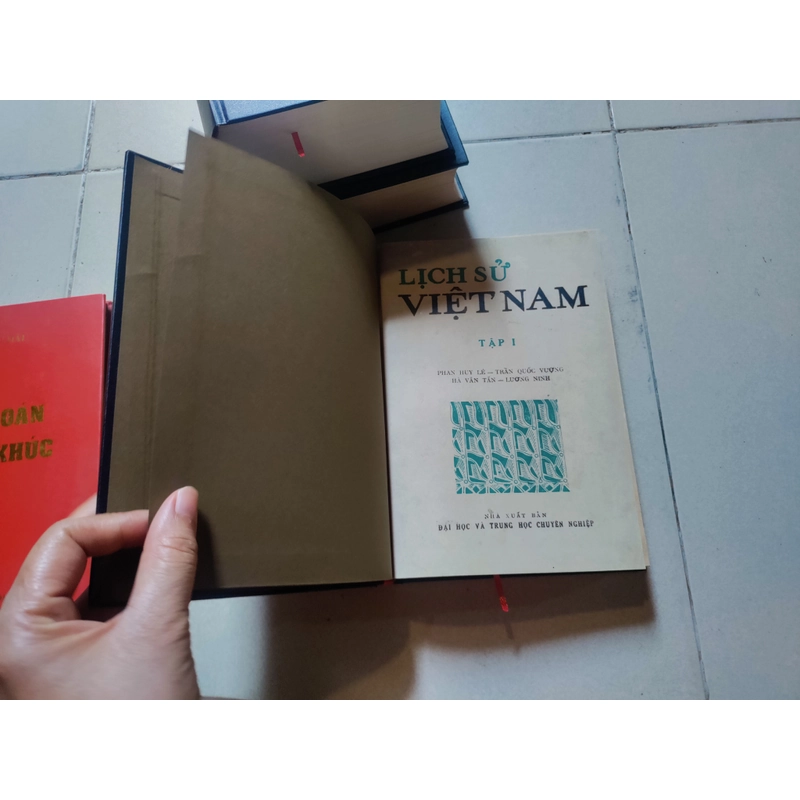 LỊCH SỬ
VIỆT NAM
TẬP I
PHAN HUY LÊ — TRẦN QUỐC VƯỢNG
HÀ VĂN TẤN — LƯƠNG NINH
NHÀ XUẤT BẢN
ĐẠI HỌC VÀ TRUNG HỌC CHUYÊN NGHIỆP
OÁN
KHÚC